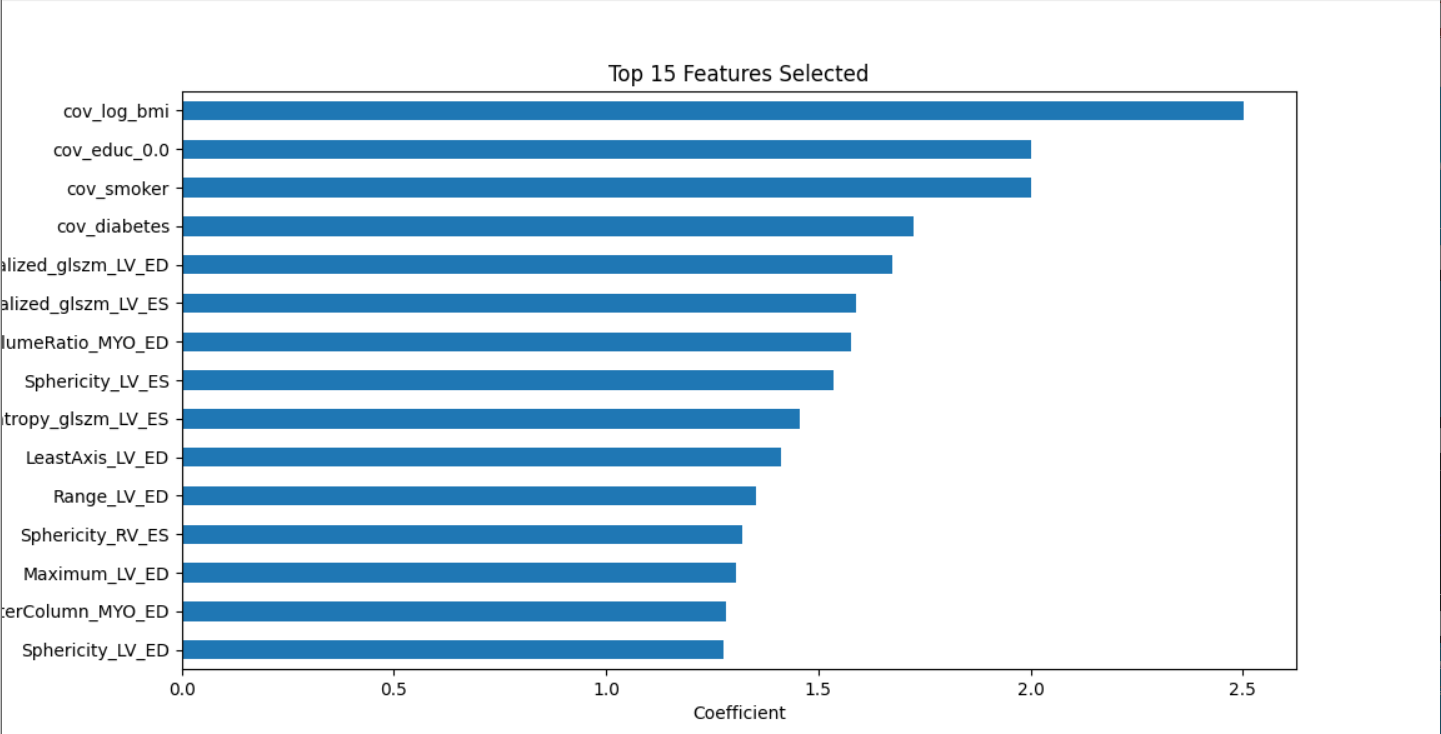 Top 15 Features Selected
cov_log_bmi
cov_educ_0.0
cov_smoker
cov_diabetes
alized_glszm_LV_ED
alized_glszm_LV_ES
lumeRatio_MYO_ED
Sphericity_LV_ES
tropy_glszm_LV_ES
LeastAxis_LV_ED
Range_LV_ED
Sphericity_RV_ES
Maximum_LV_ED
terColumn_MYO_ED
Sphericity_LV_ED
0.0 0.5 1.0 1.5 2.0 2.5
Coefficient